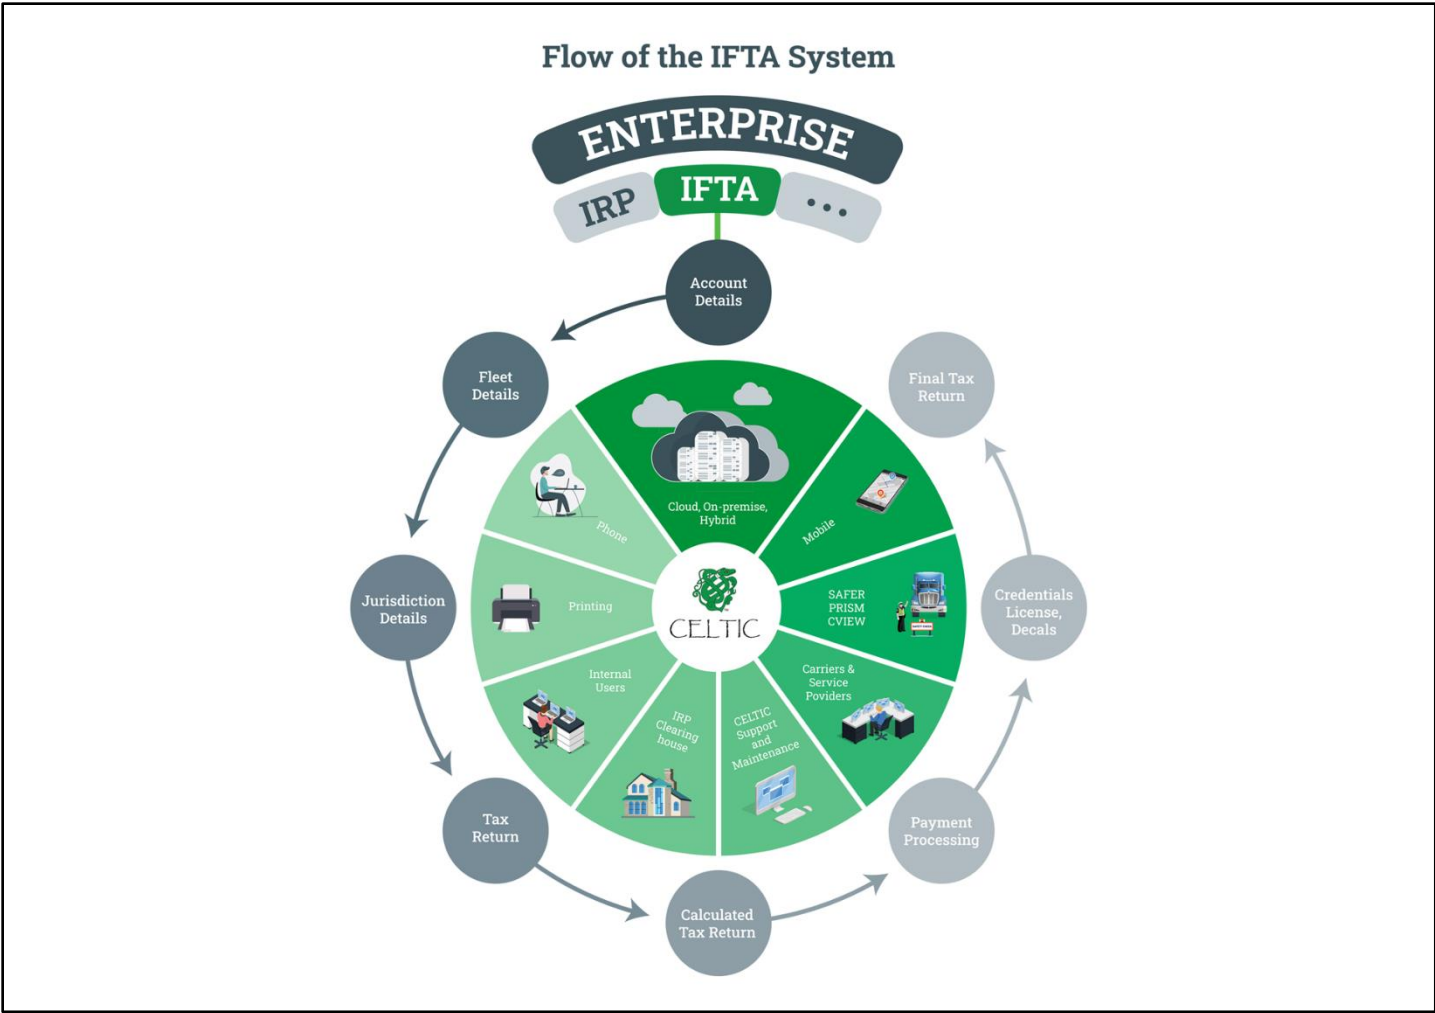 Flow of the IFTA System
ENTERPRISE
IRP
IFTA
...
Account
Details
Fleet
Details
Final Tax
Return
Cloud, On-premise,
Hybrid
Phone
Mobile
Jurisdiction
Details
Printing
CELTIC
SAFER
PRISM
CVIEW
Credentials
License,
Decals
Internal
Users
IRP
Clearing
house
CELTIC
Support
and
Maintenance
Carriers &
Service
Poviders
Tax
Return
Payment
Processing
Calculated
Tax Return